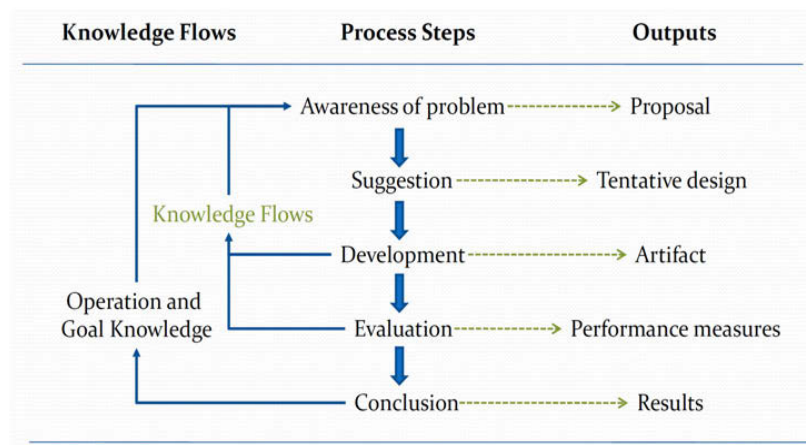 Knowledge Flows
Process Steps
Outputs
Awareness of problem
Proposal
Suggestion
Tentative design
Knowledge Flows
Development
Artifact
Operation and
Goal Knowledge
Evaluation
Performance measures
Conclusion
Results